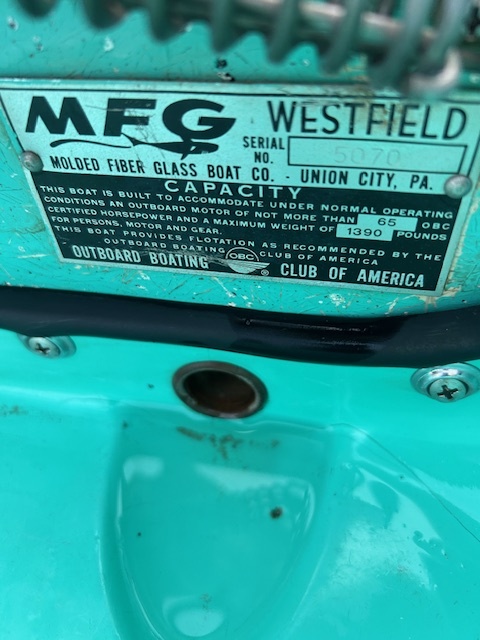 MFG WESTFIELD
SERIAL NO. 5070
MOLDED FIBER GLASS BOAT CO. - UNION CITY, PA.
CAPACITY
THIS BOAT IS BUILT TO ACCOMMODATE UNDER NORMAL OPERATING
CONDITIONS AN OUTBOARD MOTOR OF NOT MORE THAN 65 OBC
CERTIFIED HORSEPOWER AND A MAXIMUM WEIGHT OF 1390 POUNDS
FOR PERSONS, MOTOR AND GEAR.
THIS BOAT PROVIDES FLOTATION AS RECOMMENDED BY THE
OUTBOARD BOATING CLUB OF AMERICA
OUTBOARD BOATING OBC ® CLUB OF AMERICA